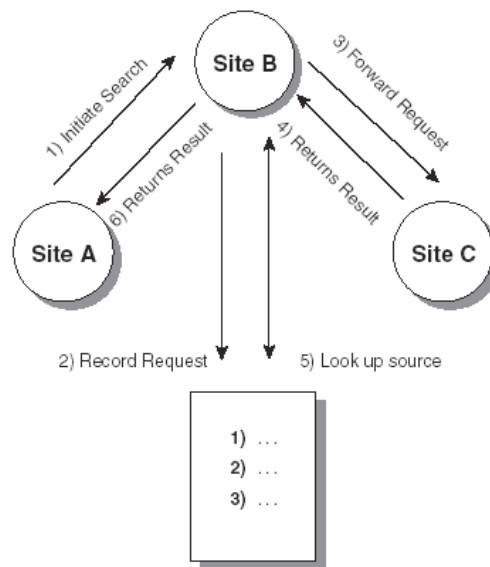 Site B
3) Forward Request
1) Initiate Search
4) Returns Result
6) Returns Result
Site A
Site C
2) Record Request
5) Look up source
1) ...
2) ...
3) ...